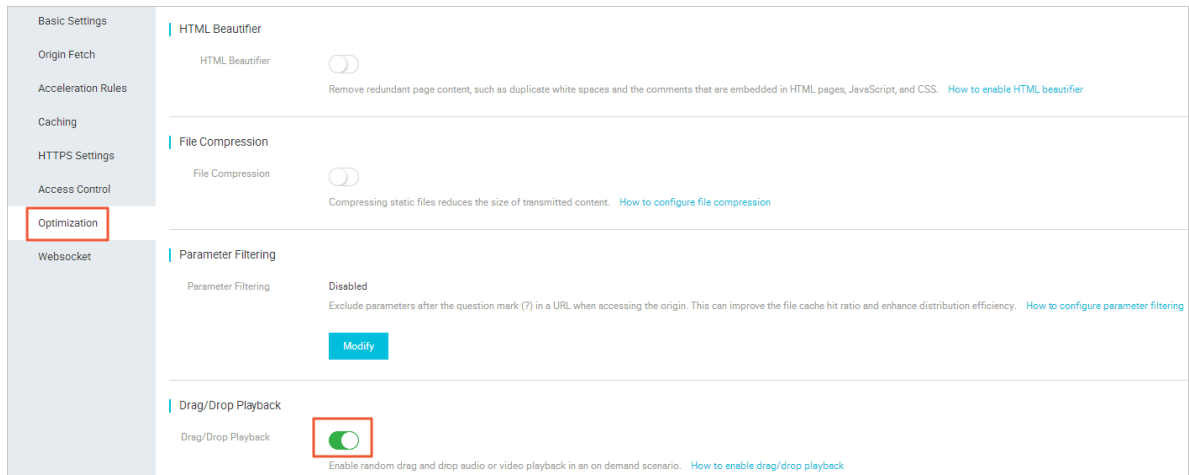 Basic Settings
Origin Fetch
Acceleration Rules
Caching
HTTPS Settings
Access Control
Optimization
Websocket
HTML Beautifier
HTML Beautifier
Remove redundant page content, such as duplicate white spaces and the comments that are embedded in HTML pages, JavaScript, and CSS. How to enable HTML beautifier
File Compression
File Compression
Compressing static files reduces the size of transmitted content. How to configure file compression
Parameter Filtering
Parameter Filtering Disabled
Exclude parameters after the question mark (?) in a URL when accessing the origin. This can improve the file cache hit ratio and enhance distribution efficiency. How to configure parameter filtering
Modify
Drag/Drop Playback
Drag/Drop Playback
Enable random drag and drop audio or video playback in an on demand scenario. How to enable drag/drop playback